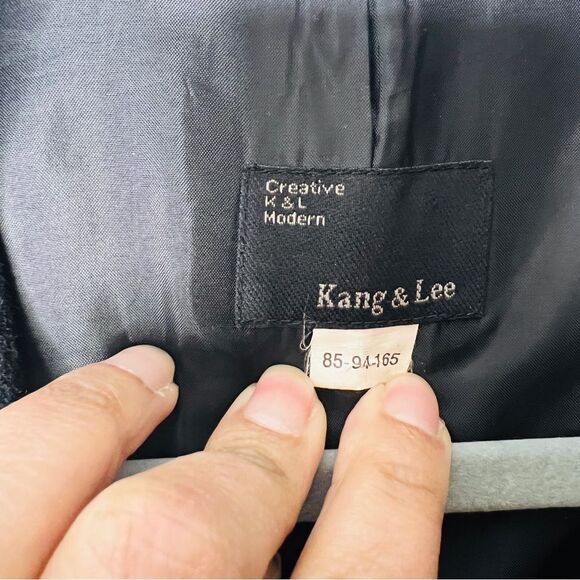 Creative
K & L
Modern
Kang & Lee
85-94-165